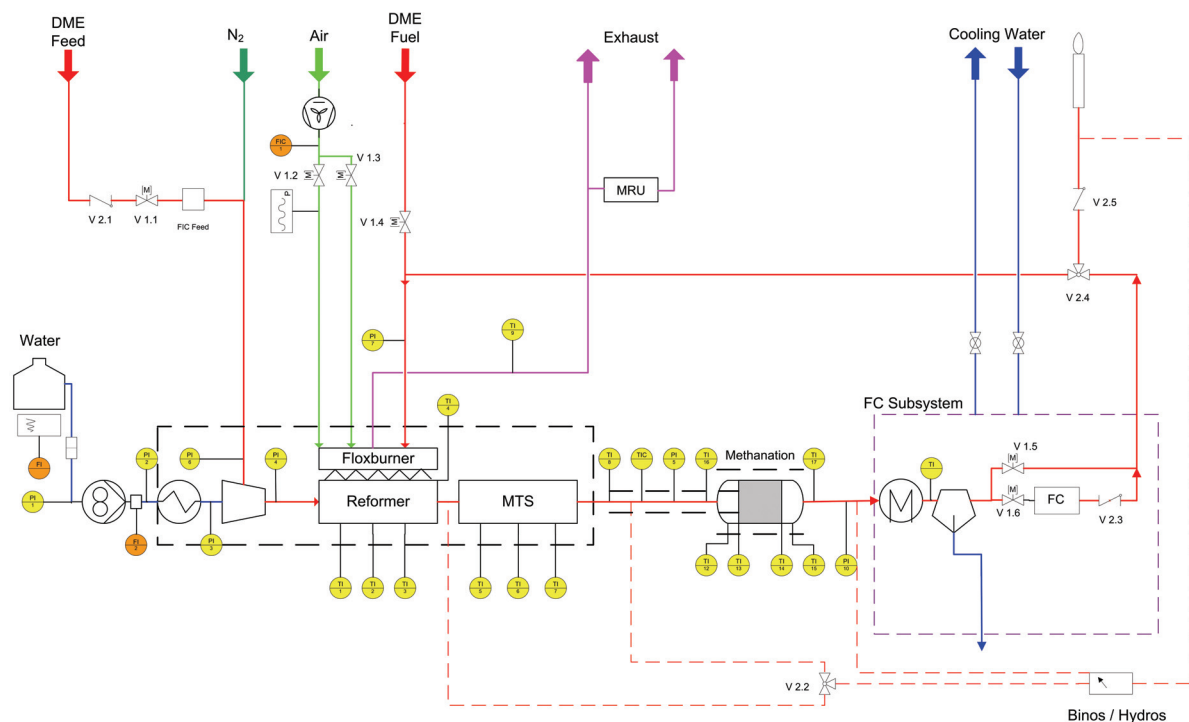 DME
Feed
N2
Air
DME
Fuel
Exhaust
Cooling Water
FIC
1
V 1.3
V 1.2
M
M
P
V 2.1
M
V 1.1
FIC Feed
V 1.4
M
MRU
V 2.5
V 2.4
Water
PI
7
TI
9
TI
4
FC Subsystem
FI
PI
1
PI
2
PI
6
PI
4
PI
3
FI
2
Floxburner
Reformer
MTS
TI
8
TIC
PI
8
TI
16
Methanation
TI
17
TI
M
V 1.5
M
V 1.6
FC
V 2.3
TI
1
TI
2
TI
3
TI
5
TI
6
TI
7
TI
12
TI
13
TI
14
TI
15
PI
10
V 2.2
Binos / Hydros